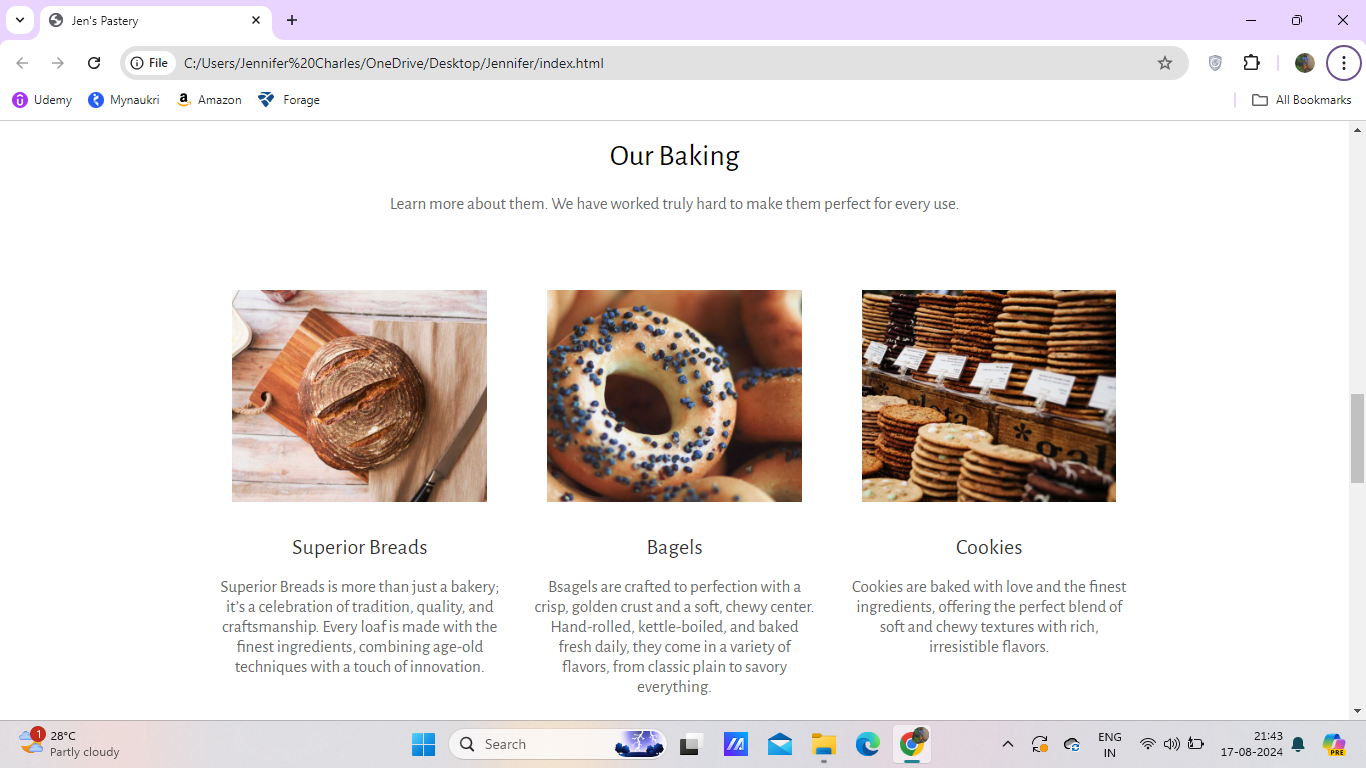 Jen's Pastery
File
C:/Users/Jennifer%20Charles/OneDrive/Desktop/Jennifer/index.html
Udemy
Mynaukri
Amazon
Forage
All Bookmarks
Our Baking
Learn more about them. We have worked truly hard to make them perfect for every use.
Superior Breads
Superior Breads is more than just a bakery;
it's a celebration of tradition, quality, and
craftsmanship. Every loaf is made with the
finest ingredients, combining age-old
techniques with a touch of innovation.
Bagels
Bsagels are crafted to perfection with a
crisp, golden crust and a soft, chewy center.
Hand-rolled, kettle-boiled, and baked
fresh daily, they come in a variety of
flavors, from classic plain to savory
everything.
Cookies
Cookies are baked with love and the finest
ingredients, offering the perfect blend of
soft and chewy textures with rich,
irresistible flavors.
1
28°C
Partly cloudy
Search
ENG
IN
21:43
17-08-2024
PRE